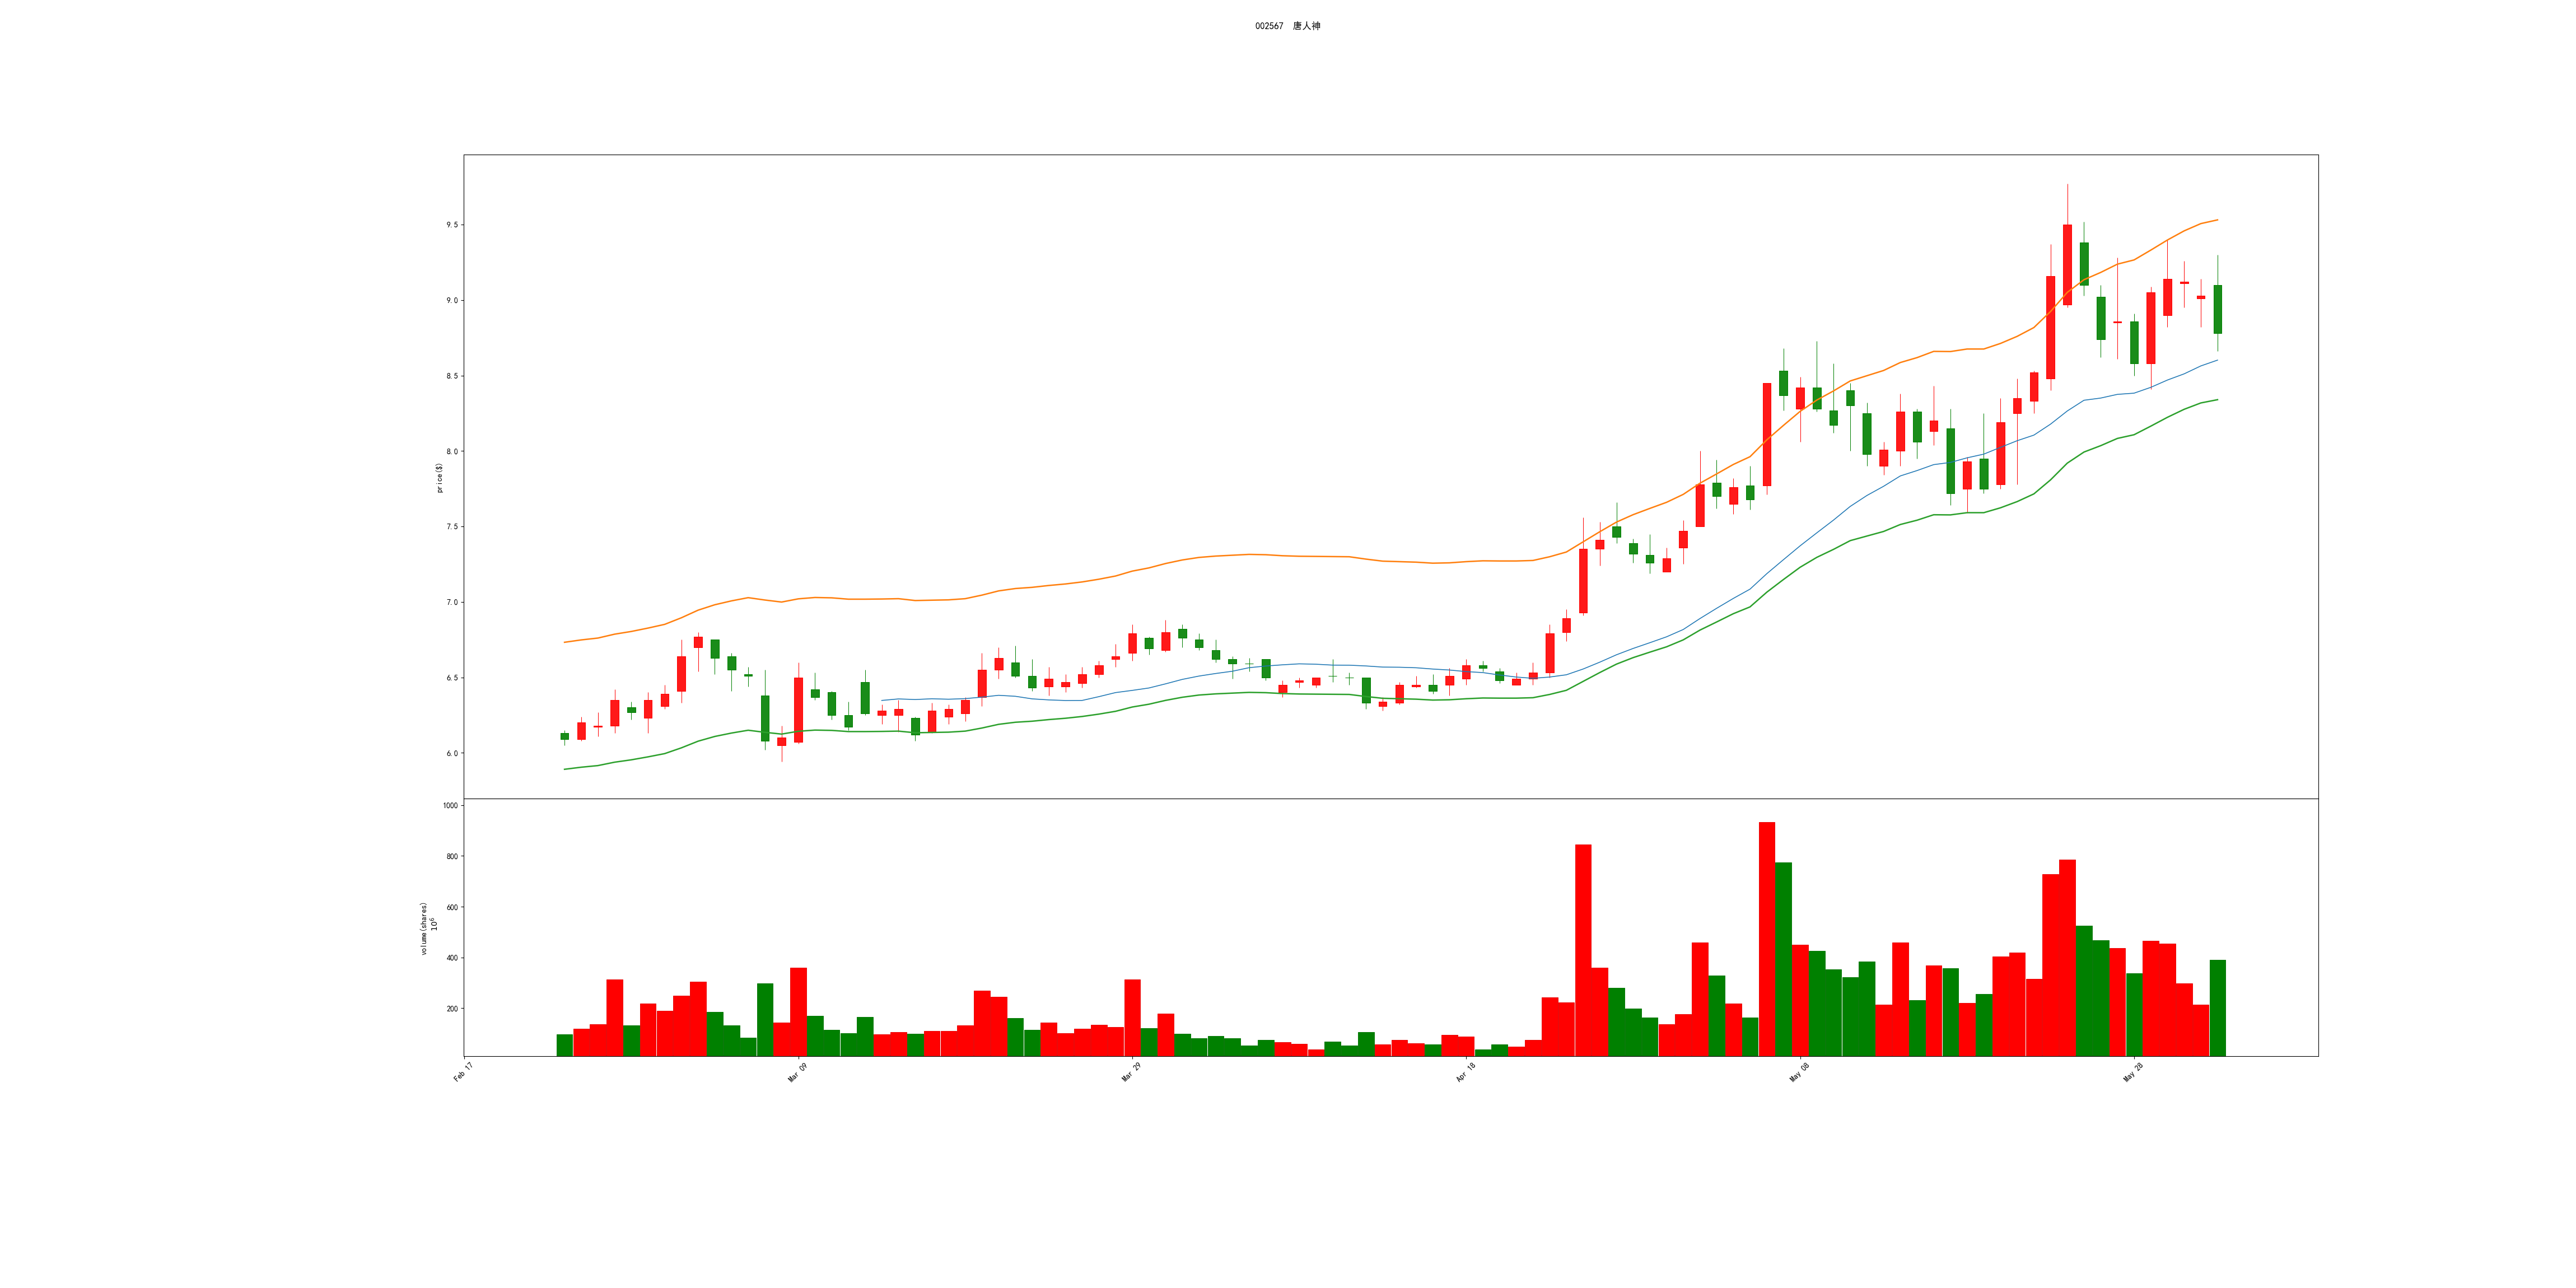 002567 唐人神
price($)
9.5
9.0
8.5
8.0
7.5
7.0
6.5
6.0
volume(shares)
10^6
1000
800
600
400
200
Feb 17
Mar 09
Mar 29
Apr 18
May 08
May 28